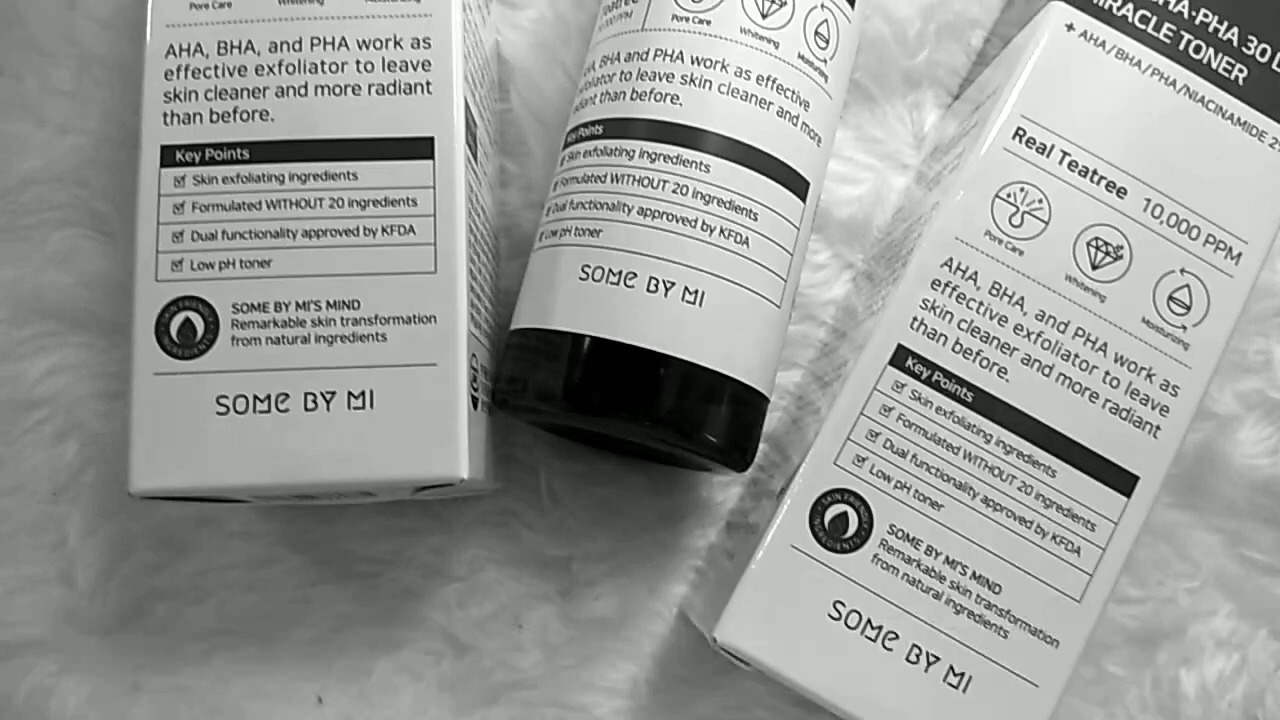 Pore Care
Whitening
Moisturizing
AHA, BHA, and PHA work as
effective exfoliator to leave
skin cleaner and more radiant
than before.
Key Points
Skin exfoliating ingredients
Formulated WITHOUT 20 ingredients
Dual functionality approved by KFDA
Low pH toner
SOME BY MI'S MIND
Remarkable skin transformation
from natural ingredients
SOME BY MI
Pore Care
Whitening
Moisturizing
BHA and PHA work as effective
to leave skin cleaner and more
than before.
Key Points
Skin exfoliating ingredients
Formulated WITHOUT 20 ingredients
Dual functionality approved by KFDA
Low pH toner
SOME BY MI
PHA 30
MIRACLE TONER
+ AHA/BHA/PHA/NIACINAMIDE
Real Teatree 10,000 PPM
Pore Care
Whitening
Moisturizing
AHA, BHA, and PHA work as
effective exfoliator to leave
skin cleaner and more radiant
than before.
Key Points
Skin exfoliating ingredients
Formulated WITHOUT 20 ingredients
Dual functionality approved by KFDA
Low pH toner
SKIN FRIENDLY
INGREDIENTS
SOME BY MI'S MIND
Remarkable skin transformation
from natural ingredients
SOME BY MI